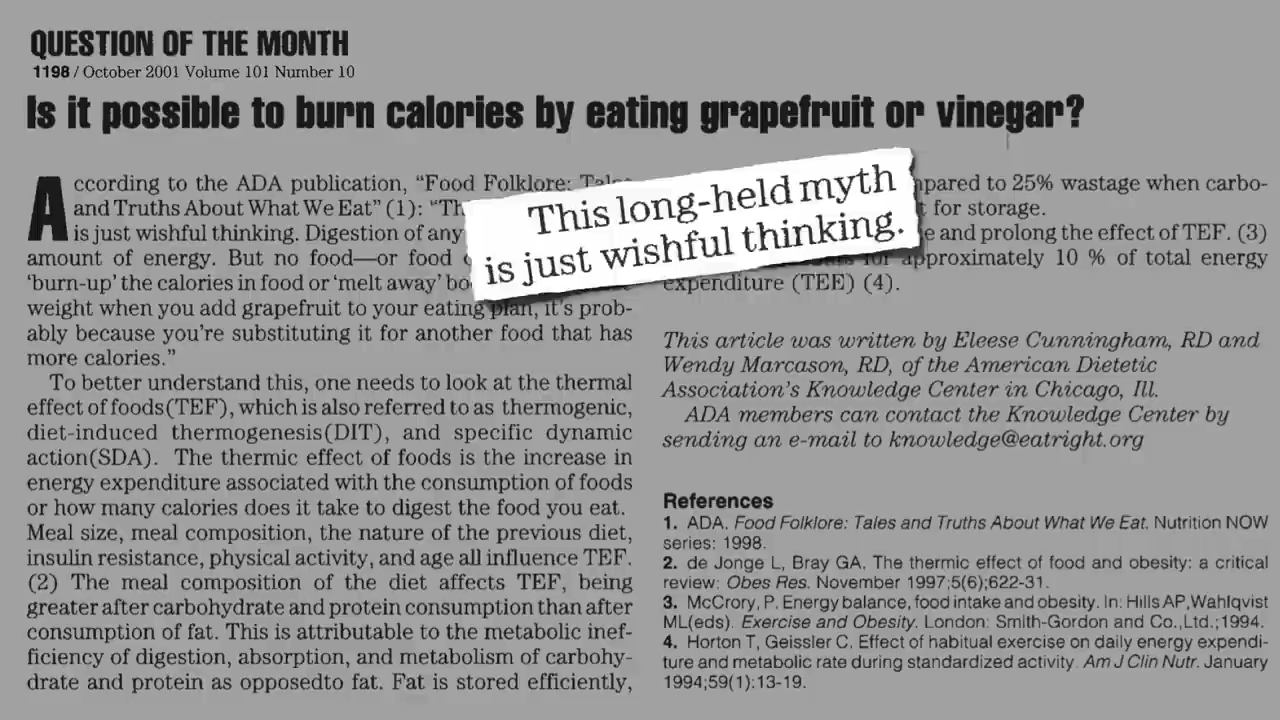 QUESTION OF THE MONTH
1198 / October 2001 Volume 101 Number 10
Is it possible to burn calories by eating grapefruit or vinegar?
According to the ADA publication, “Food Folklore: Tales
and Truths About What We Eat” (1): “Th
is just wishful thinking. Digestion of any
amount of energy. But no food—or food
‘burn-up’ the calories in food or ‘melt away’ bo
weight when you add grapefruit to your eating plan, it’s prob-
ably because you’re substituting it for another food that has
more calories.”
To better understand this, one needs to look at the thermal
effect of foods(TEF), which is also referred to as thermogenic,
diet-induced thermogenesis(DIT), and specific dynamic
action(SDA). The thermic effect of foods is the increase in
energy expenditure associated with the consumption of foods
or how many calories does it take to digest the food you eat.
Meal size, meal composition, the nature of the previous diet,
insulin resistance, physical activity, and age all influence TEF.
(2) The meal composition of the diet affects TEF, being
greater after carbohydrate and protein consumption than after
consumption of fat. This is attributable to the metabolic inef-
ficiency of digestion, absorption, and metabolism of carbohy-
drate and protein as opposedto fat. Fat is stored efficiently,
This long-held myth
is just wishful thinking.
mpared to 25% wastage when carbo-
for storage.
e and prolong the effect of TEF. (3)
for approximately 10 % of total energy
expenditure (TEE) (4).
This article was written by Eleese Cunningham, RD and
Wendy Marcason, RD, of the American Dietetic
Association’s Knowledge Center in Chicago, Ill.
ADA members can contact the Knowledge Center by
sending an e-mail to knowledge@eatright.org
References
1. ADA. Food Folklore: Tales and Truths About What We Eat. Nutrition NOW
series: 1998.
2. de Jonge L, Bray GA. The thermic effect of food and obesity: a critical
review: Obes Res. November 1997;5(6);622-31.
3. McCrory, P. Energy balance, food intake and obesity. In: Hills AP,Wahlqvist
ML(eds). Exercise and Obesity. London: Smith-Gordon and Co.,Ltd.;1994.
4. Horton T, Geissler C. Effect of habitual exercise on daily energy expendi-
ture and metabolic rate during standardized activity. Am J Clin Nutr. January
1994;59(1):13-19.